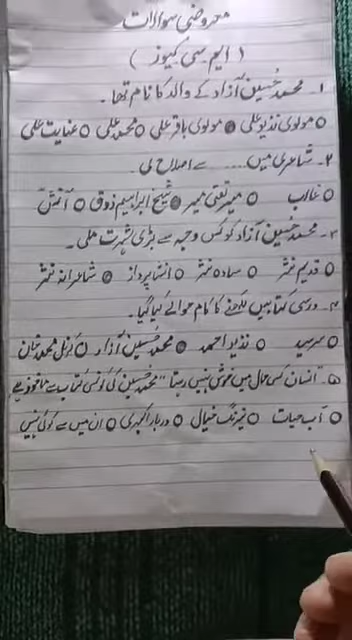 معروضی سوالات
( ایم سی کیوز )
۱۔ محمد حُسین آزاد کے والد کا نام تھا۔
○ مولوی نذیر علی ● مولوی باقر علی ○ محمد علی ○ عنایت علی
۲۔ شاعری میں ...... سے اصلاح لی۔
○ غالب ○ میر تقی میر ● شیخ ابراہیم ذوق ○ آتش
۳۔ محمد حُسین آزاد کو کس وجہ سے بڑی شہرت ملی۔
○ قدیم نثر ○ سادہ نثر ○ انشا پرداز ● شاعرانہ نثر
۴۔ درسی کتابیں لکھنے کا کام حوالے کیا گیا۔
○ سرسید ○ نذیر احمد ● محمد حُسین آزاد ○ کرنل محمد خان
۵۔ "انسان کسی حال میں خوش نہیں رہتا" محمد حُسین کی کونسی کتاب سے ماخوذ ہے
○ آب حیات ○ نیرنگ خیال ○ دربار اکبری ○ ان میں سے کوئی نہیں